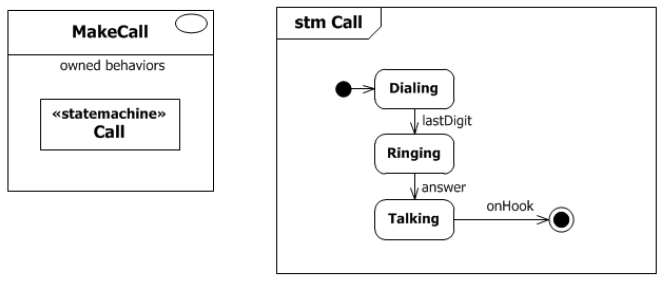 MakeCall
owned behaviors
«statemachine»
Call
stm Call
Dialing
lastDigit
Ringing
answer
Talking
onHook